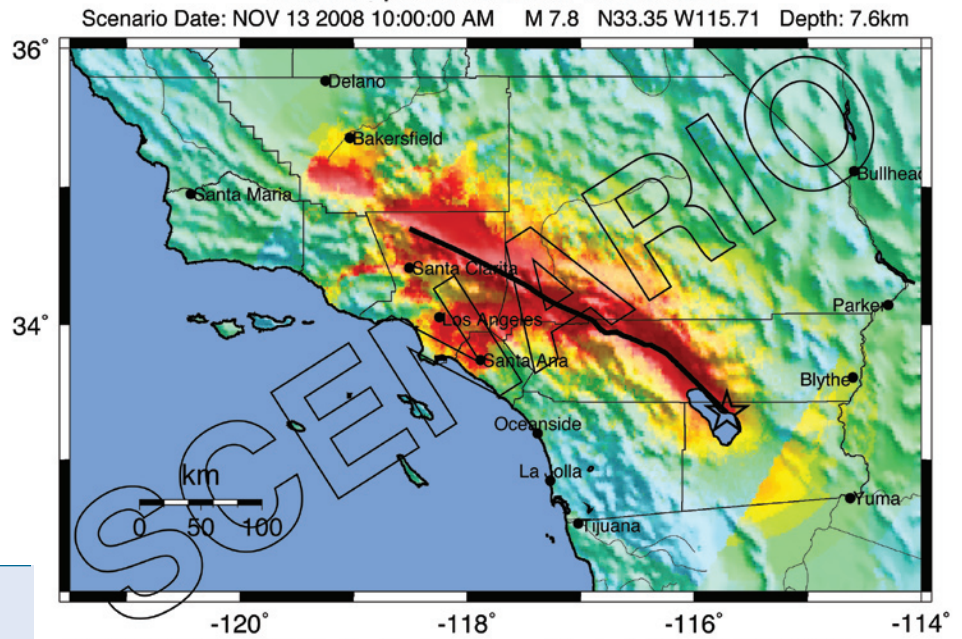 Scenario Date: NOV 13 2008 10:00:00 AM M 7.8 N33.35 W115.71 Depth: 7.6km
36°
Delano
Bakersfield
Bullhead
Santa Maria
Santa Clarita
Parker
34°
Los Angeles
Santa Ana
Blythe
Oceanside
km
La Jolla
Yuma
0 50 100
Tijuana
SCENARIO
-120° -118° -116° -114°